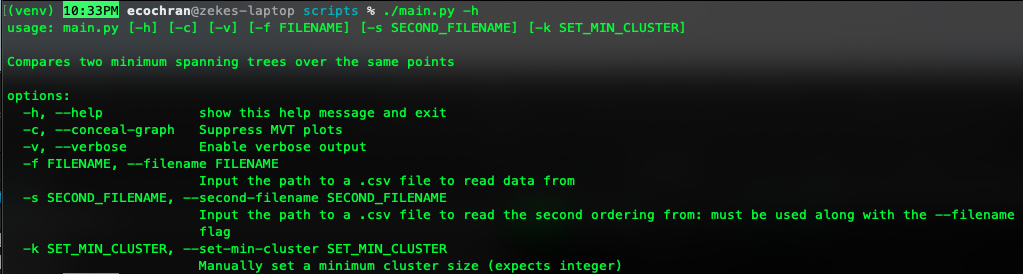 (venv) 10:33PM ecochran@zekes-laptop scripts % ./main.py -h
usage: main.py [-h] [-c] [-v] [-f FILENAME] [-s SECOND_FILENAME] [-k SET_MIN_CLUSTER]
Compares two minimum spanning trees over the same points
options:
-h, --help show this help message and exit
-c, --conceal-graph Suppress MVT plots
-v, --verbose Enable verbose output
-f FILENAME, --filename FILENAME
Input the path to a .csv file to read data from
-s SECOND_FILENAME, --second-filename SECOND_FILENAME
Input the path to a .csv file to read the second ordering from: must be used along with the --filename
flag
-k SET_MIN_CLUSTER, --set-min-cluster SET_MIN_CLUSTER
Manually set a minimum cluster size (expects integer)